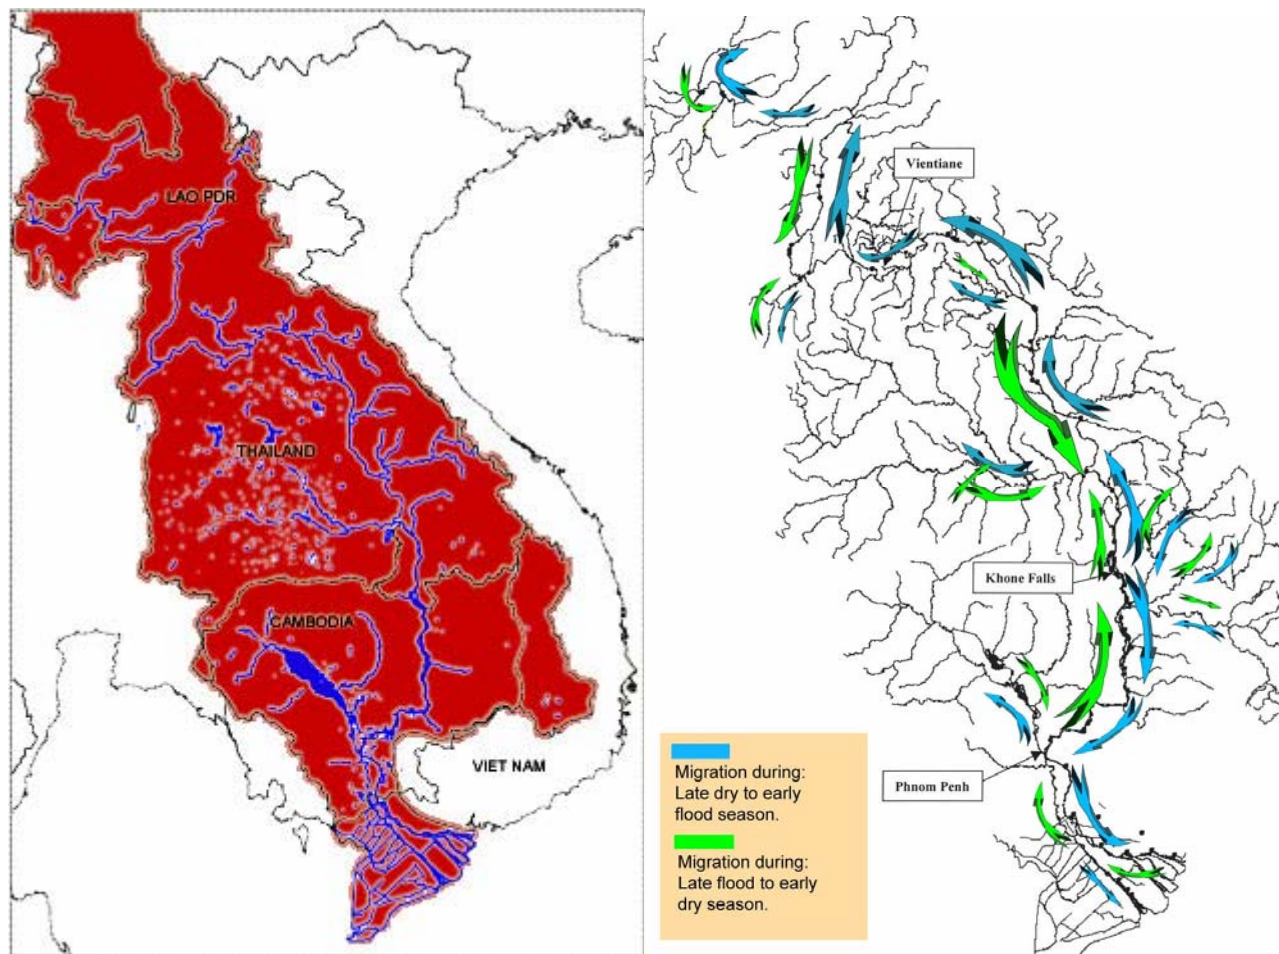 LAO PDR
THAILAND
CAMBODIA
VIET NAM
Vientiane
Khone Falls
Phnom Penh
Migration during:
Late dry to early
flood season.
Migration during:
Late flood to early
dry season.